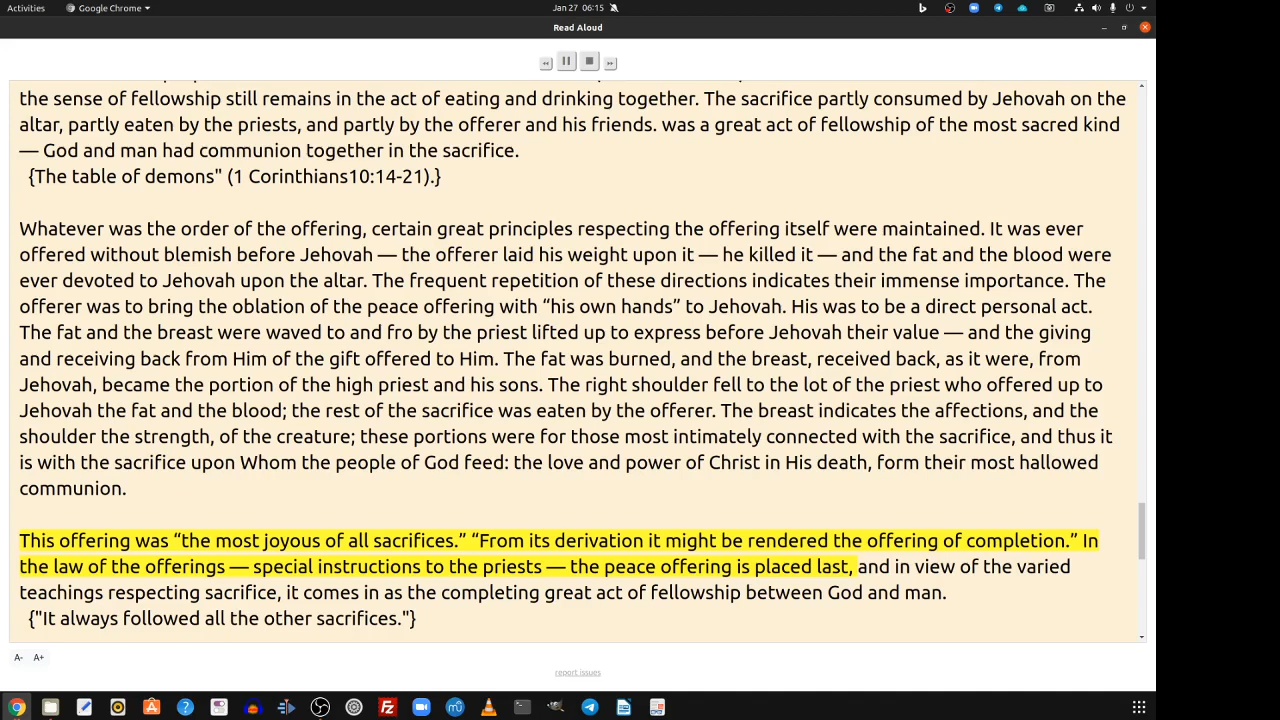 Activities
Google Chrome
Jan 27 06:15
Read Aloud
the sense of fellowship still remains in the act of eating and drinking together. The sacrifice partly consumed by Jehovah on the
altar, partly eaten by the priests, and partly by the offerer and his friends. was a great act of fellowship of the most sacred kind
— God and man had communion together in the sacrifice.
{The table of demons" (1 Corinthians10:14-21).}
Whatever was the order of the offering, certain great principles respecting the offering itself were maintained. It was ever
offered without blemish before Jehovah — the offerer laid his weight upon it — he killed it — and the fat and the blood were
ever devoted to Jehovah upon the altar. The frequent repetition of these directions indicates their immense importance. The
offerer was to bring the oblation of the peace offering with “his own hands” to Jehovah. His was to be a direct personal act.
The fat and the breast were waved to and fro by the priest lifted up to express before Jehovah their value — and the giving
and receiving back from Him of the gift offered to Him. The fat was burned, and the breast, received back, as it were, from
Jehovah, became the portion of the high priest and his sons. The right shoulder fell to the lot of the priest who offered up to
Jehovah the fat and the blood; the rest of the sacrifice was eaten by the offerer. The breast indicates the affections, and the
shoulder the strength, of the creature; these portions were for those most intimately connected with the sacrifice, and thus it
is with the sacrifice upon Whom the people of God feed: the love and power of Christ in His death, form their most hallowed
communion.
This offering was “the most joyous of all sacrifices.” “From its derivation it might be rendered the offering of completion.” In
the law of the offerings — special instructions to the priests — the peace offering is placed last, and in view of the varied
teachings respecting sacrifice, it comes in as the completing great act of fellowship between God and man.
{"It always followed all the other sacrifices."}
A- A+
report issues